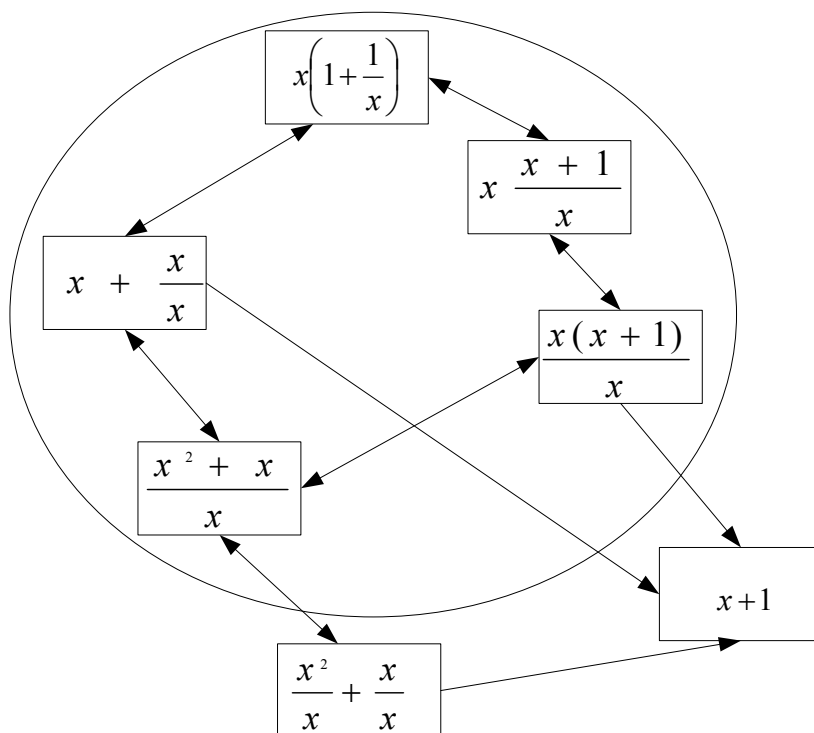 x(1+1/x)
x (x + 1)/x
x + x/x
x(x + 1)/x
(x² + x)/x
x+1
x²/x + x/x